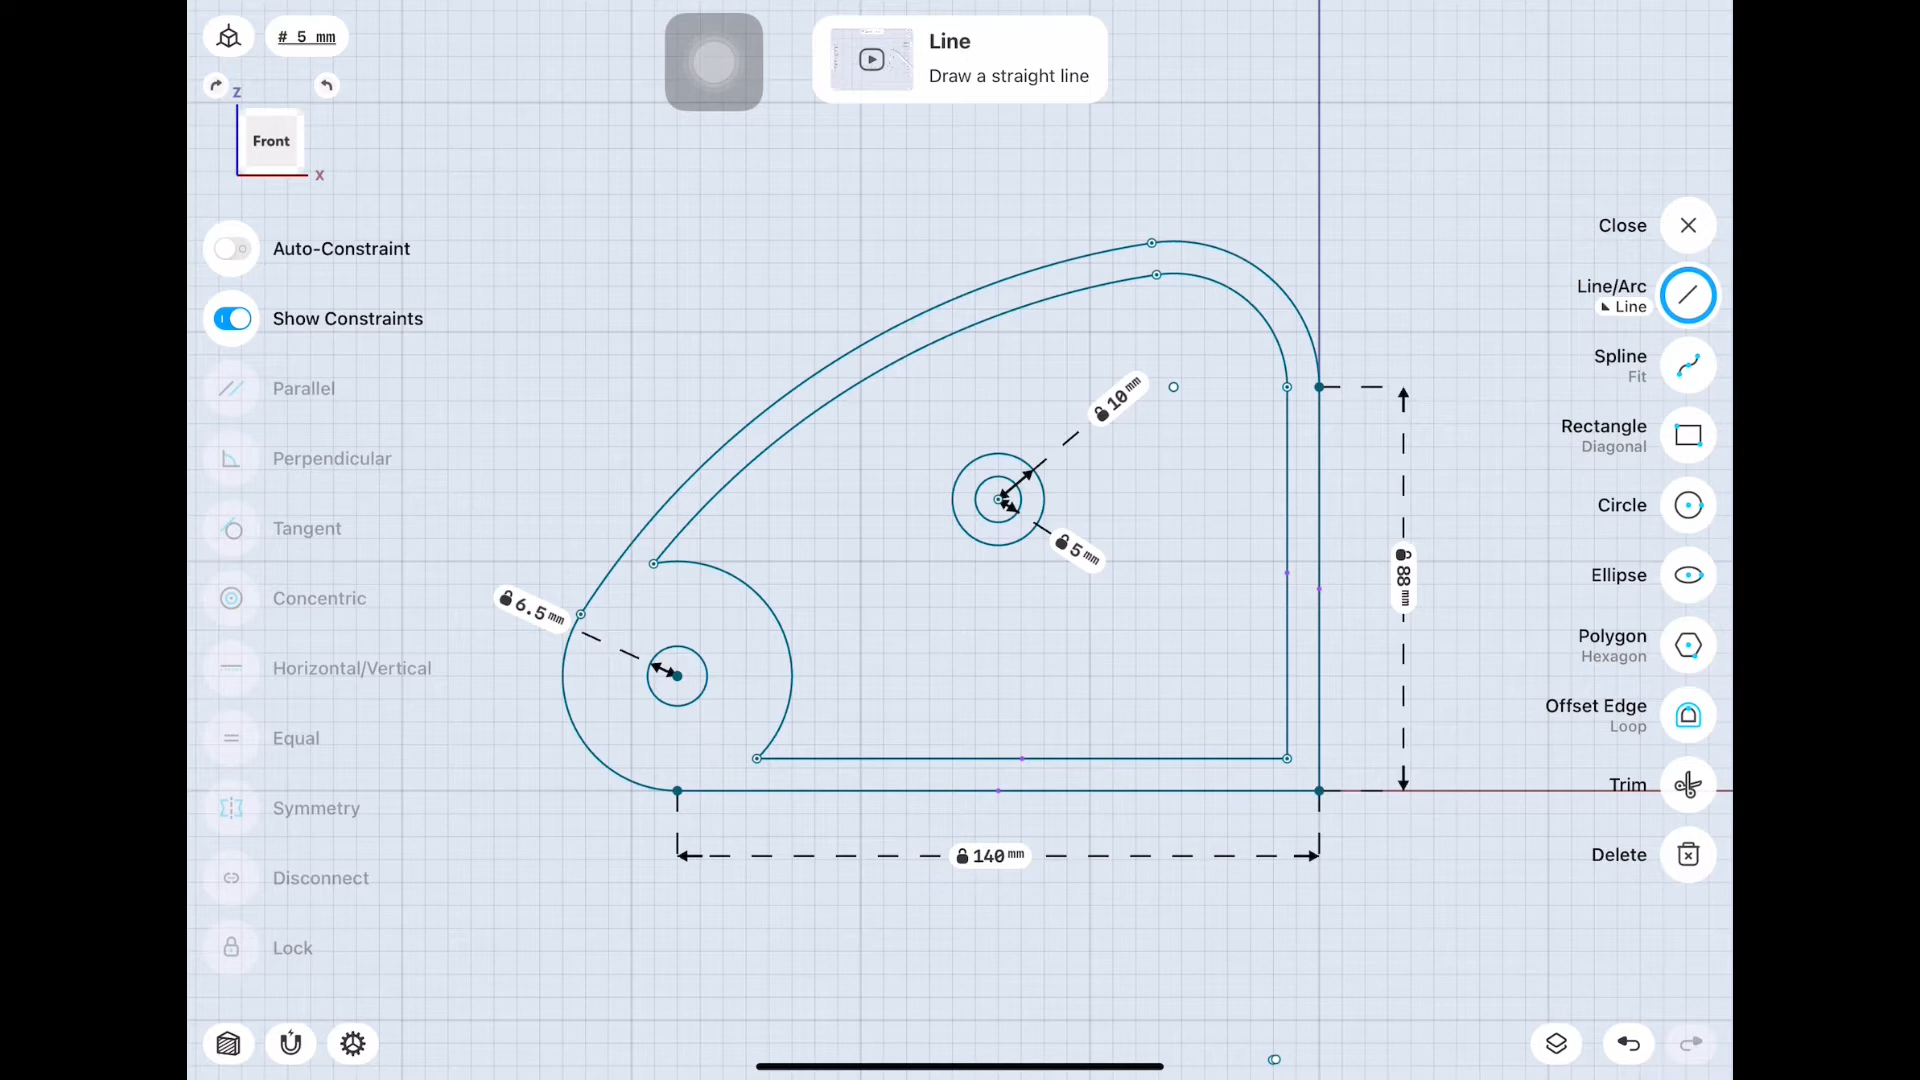 # 5 mm
Line
Draw a straight line
Z
Front
X
Auto-Constraint
Show Constraints
Parallel
Perpendicular
Tangent
Concentric
Horizontal/Vertical
Equal
Symmetry
Disconnect
Lock
10 mm
5 mm
6.5 mm
88 mm
140 mm
Close
Line/Arc
Line
Spline
Fit
Rectangle
Diagonal
Circle
Ellipse
Polygon
Hexagon
Offset Edge
Loop
Trim
Delete